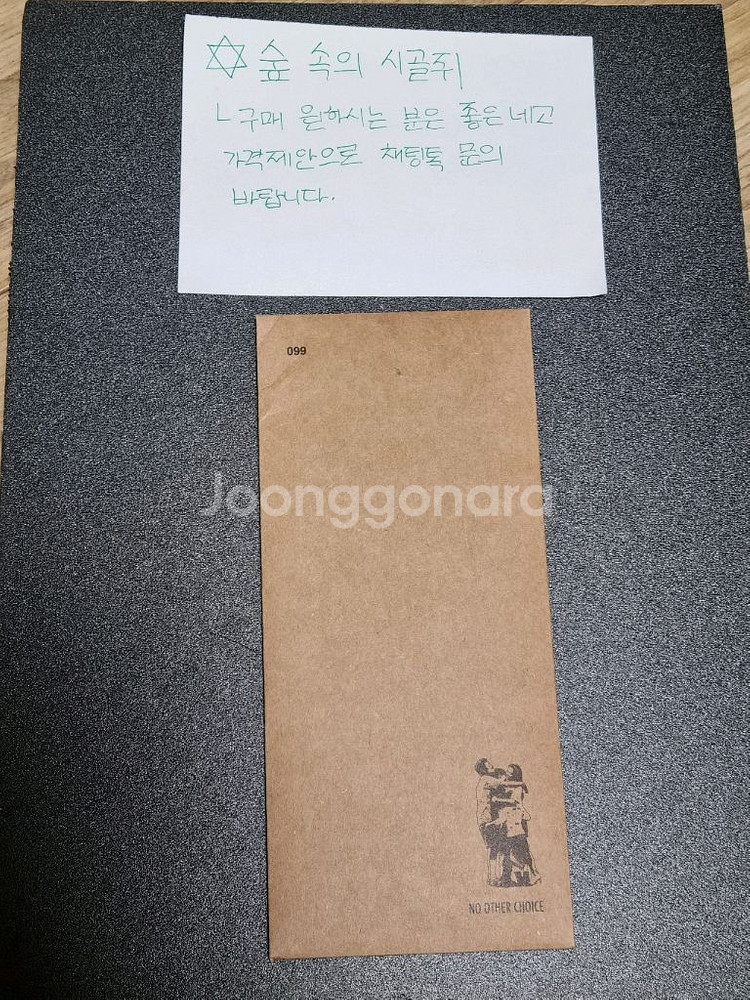 숲 속의 시골쥐
ㄴ구매 원하시는 분은 좋은 네고
가격제안으로 채팅톡 문의
바랍니다.
099
Joonggonara
NO OTHER CHOICE